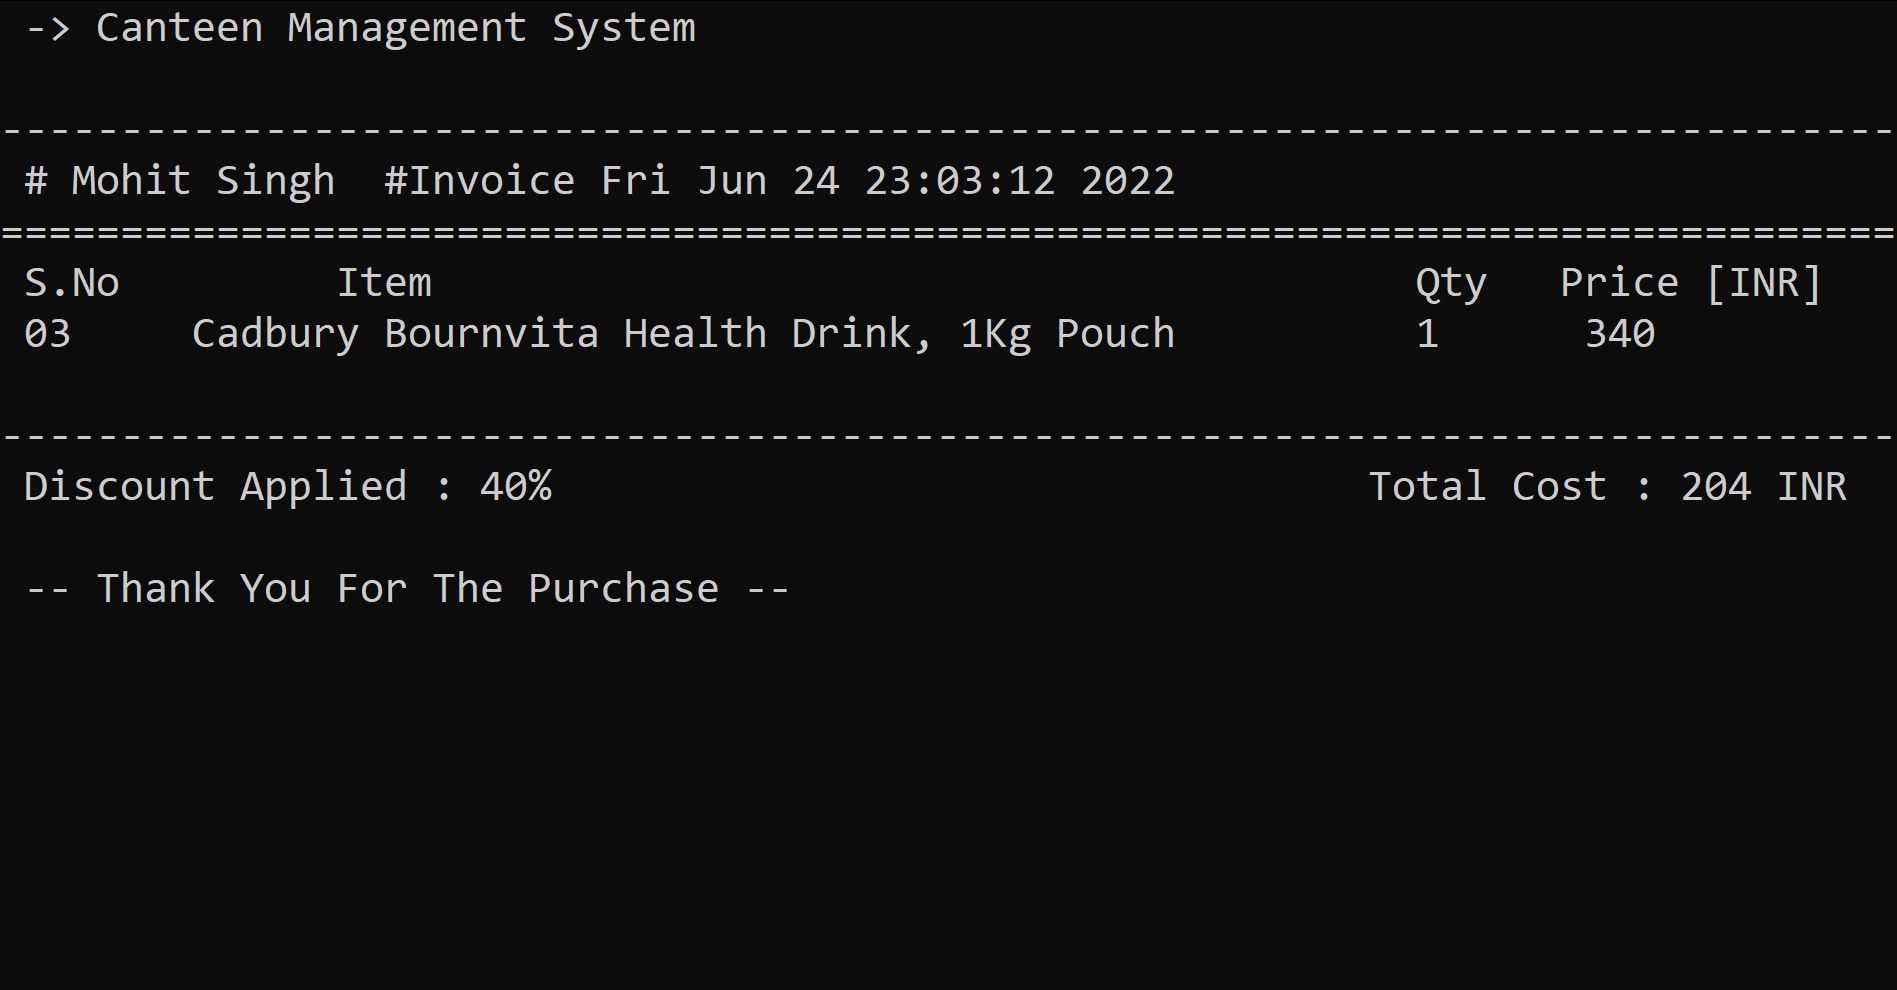 -> Canteen Management System
-------------------------------------------------------------------------------
# Mohit Singh  #Invoice Fri Jun 24 23:03:12 2022
===============================================================================
S.No         Item                                         Qty   Price [INR]
03     Cadbury Bournvita Health Drink, 1Kg Pouch          1      340
-------------------------------------------------------------------------------
Discount Applied : 40%                                  Total Cost : 204 INR
-- Thank You For The Purchase --